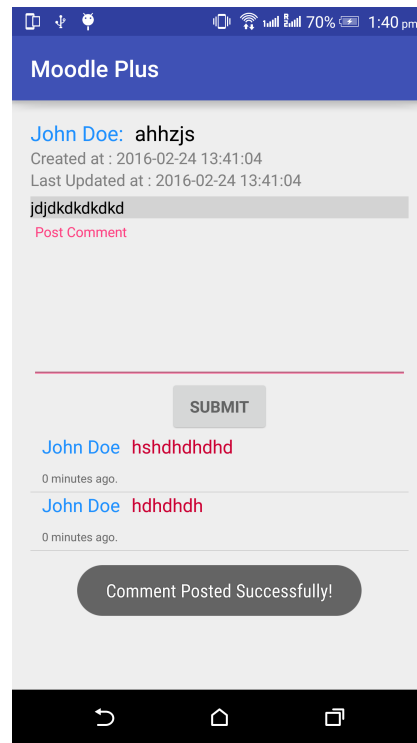 70% 1:40 pm
Moodle Plus
John Doe: ahhzjs
Created at : 2016-02-24 13:41:04
Last Updated at : 2016-02-24 13:41:04
jdjdkdkdkdkd
Post Comment
SUBMIT
John Doe hshdhdhdhd
0 minutes ago.
John Doe hdhdhdh
0 minutes ago.
Comment Posted Successfully!